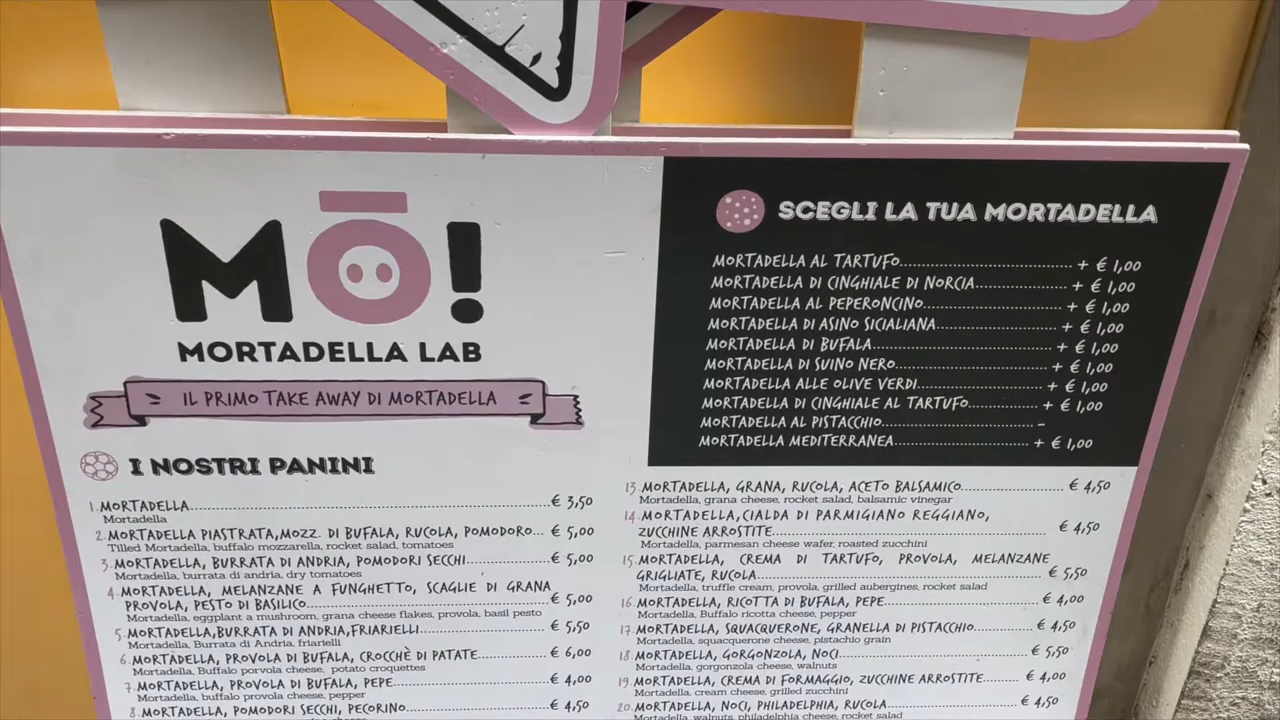 MŌ!
MORTADELLA LAB
IL PRIMO TAKE AWAY DI MORTADELLA
I NOSTRI PANINI
1. MORTADELLA........ € 3,50
Mortadella
2. MORTADELLA PIASTRATA,MOZZ. DI BUFALA, RUCOLA, POMODORO... € 5,00
Tilled Mortadella, buffalo mozzarella, rocket salad, tomatoes
3. MORTADELLA, BURRATA DI ANDRIA, POMODORI SECCHI........ € 5,00
Mortadella, burrata di andria, dry tomatoes
4. MORTADELLA, MELANZANE A FUNGHETTO, SCAGLIE DI GRANA
PROVOLA, PESTO DI BASILICO........ € 5,00
Mortadella, eggplant a mushroom, grana cheese flakes, provola, basil pesto
5. MORTADELLA,BURRATA DI ANDRIA,FRIARIELLI........ € 5,50
Mortadella, Burrata di Andria, friarielli
6. MORTADELLA, PROVOLA DI BUFALA, CROCCHÈ DI PATATE........ € 6,00
Mortadella, Buffalo porvola cheese, potato croquettes
7. MORTADELLA, PROVOLA DI BUFALA, PEPE........ € 4,00
Mortadella, buffalo provola cheese, pepper
8. MORTADELLA, POMODORI SECCHI, PECORINO........ € 4,50
SCEGLI LA TUA MORTADELLA
MORTADELLA AL TARTUFO........ + € 1,00
MORTADELLA DI CINGHIALE DI NORCIA........ + € 1,00
MORTADELLA AL PEPERONCINO........ + € 1,00
MORTADELLA DI ASINO SICIALIANA........ + € 1,00
MORTADELLA DI BUFALA........ + € 1,00
MORTADELLA DI SUINO NERO........ + € 1,00
MORTADELLA ALLE OLIVE VERDI........ + € 1,00
MORTADELLA DI CINGHIALE AL TARTUFO........ + € 1,00
MORTADELLA AL PISTACCHIO........ -
MORTADELLA MEDITERRANEA........ + € 1,00
13. MORTADELLA, GRANA, RUCOLA, ACETO BALSAMICO........ € 4,50
Mortadella, grana cheese, rocket salad, balsamic vinegar
14. MORTADELLA,CIALDA DI PARMIGIANO REGGIANO,
ZUCCHINE ARROSTITE........ € 4,50
Mortadella, parmesan cheese wafer, roasted zucchini
15. MORTADELLA, CREMA DI TARTUFO, PROVOLA, MELANZANE
GRIGLIATE, RUCOLA........ € 5,50
Mortadella, truffle cream, provola, grilled aubergines, rocket salad
16. MORTADELLA, RICOTTA DI BUFALA, PEPE........ € 4,00
Mortadella, Buffalo ricotta cheese, pepper
17. MORTADELLA, SQUACQUERONE, GRANELLA DI PISTACCHIO........ € 4,50
Mortadella, squacquerone cheese, pistachio grain
18. MORTADELLA, GORGONZOLA, NOCI........ € 5,50
Mortadella, gorgonzola cheese, walnuts
19. MORTADELLA, CREMA DI FORMAGGIO, ZUCCHINE ARROSTITE........ € 4,00
Mortadella, cream cheese, grilled zucchini
20. MORTADELLA, NOCI, PHILADELPHIA, RUCOLA........ € 4,50
Mortadella, walnuts, philadelphia cheese, rocket salad